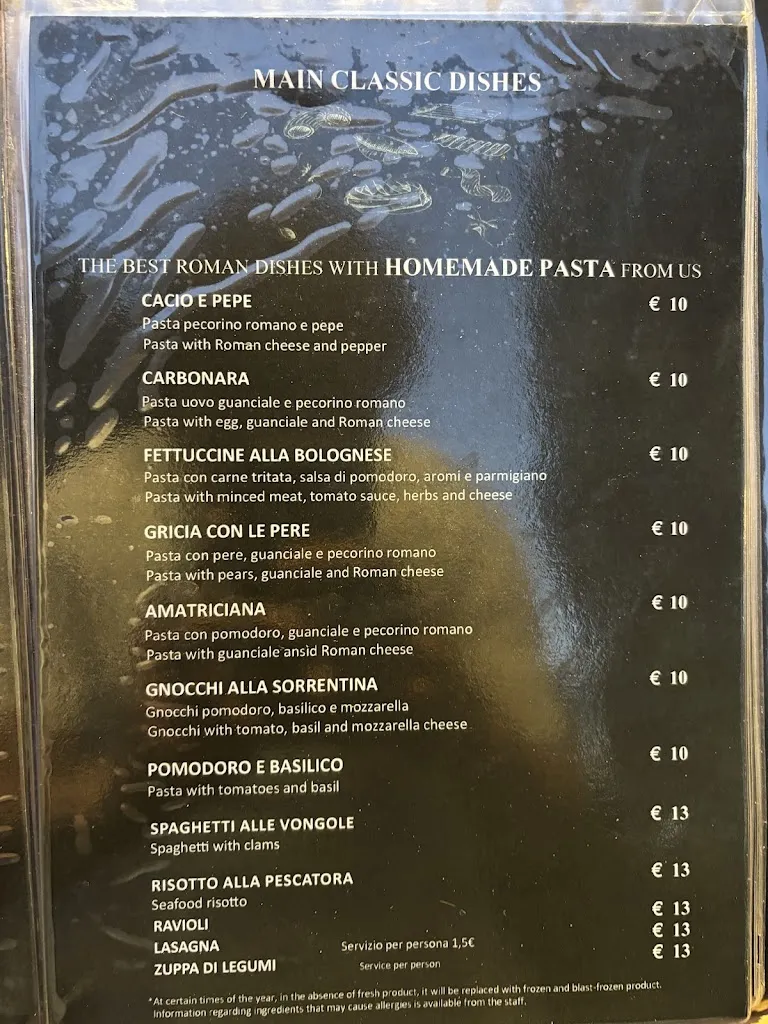 MAIN CLASSIC DISHES
THE BEST ROMAN DISHES WITH HOMEMADE PASTA FROM US
CACIO E PEPE € 10
Pasta pecorino romano e pepe
Pasta with Roman cheese and pepper
CARBONARA € 10
Pasta uovo guanciale e pecorino romano
Pasta with egg, guanciale and Roman cheese
FETTUCCINE ALLA BOLOGNESE € 10
Pasta con carne tritata, salsa di pomodoro, aromi e parmigiano
Pasta with minced meat, tomato sauce, herbs and cheese
GRICIA CON LE PERE € 10
Pasta con pere, guanciale e pecorino romano
Pasta with pears, guanciale and Roman cheese
AMATRICIANA € 10
Pasta con pomodoro, guanciale e pecorino romano
Pasta with guanciale ansid Roman cheese
GNOCCHI ALLA SORRENTINA € 10
Gnocchi pomodoro, basilico e mozzarella
Gnocchi with tomato, basil and mozzarella cheese
POMODORO E BASILICO € 10
Pasta with tomatoes and basil
SPAGHETTI ALLE VONGOLE € 13
Spaghetti with clams
RISOTTO ALLA PESCATORA € 13
Seafood risotto
RAVIOLI € 13
LASAGNA Servizio per persona 1,5€ € 13
ZUPPA DI LEGUMI Service per person € 13
*At certain times of the year, in the absence of fresh product, it will be replaced with frozen and blast-frozen product.
Information regarding ingredients that may cause allergies is available from the staff.